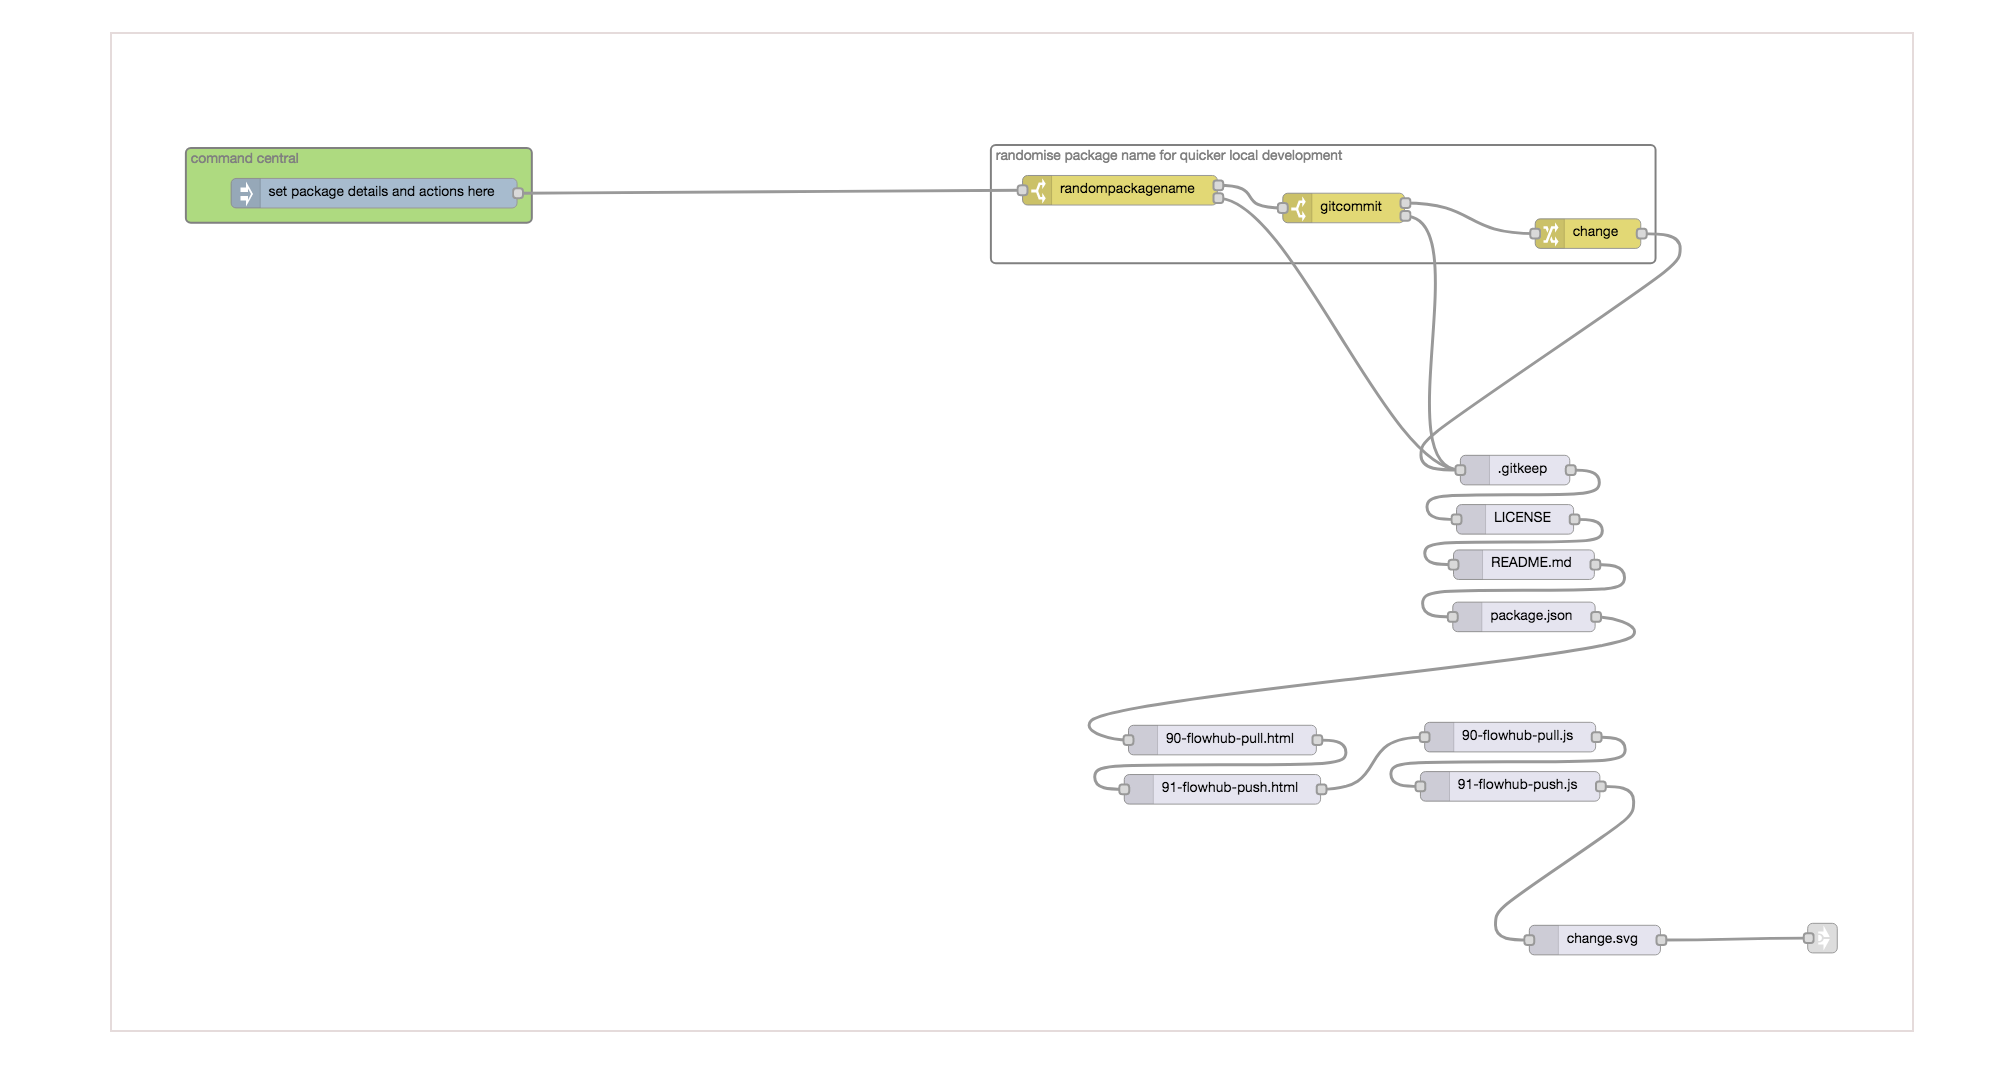 command central
set package details and actions here
randomise package name for quicker local development
randompackagename
gitcommit
change
.gitkeep
LICENSE
README.md
package.json
90-flowhub-pull.html
91-flowhub-push.html
90-flowhub-pull.js
91-flowhub-push.js
change.svg